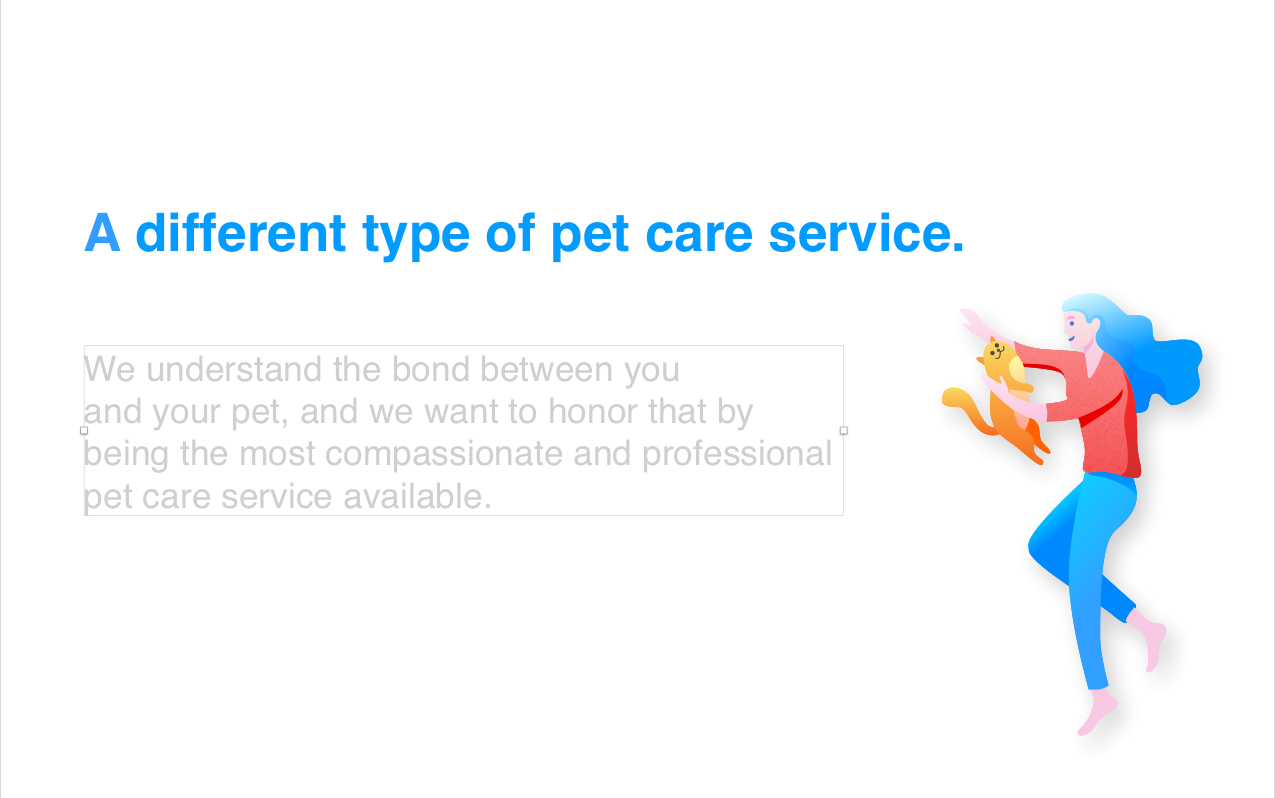 A different type of pet care service.
We understand the bond between you
and your pet, and we want to honor that by
being the most compassionate and professional
pet care service available.